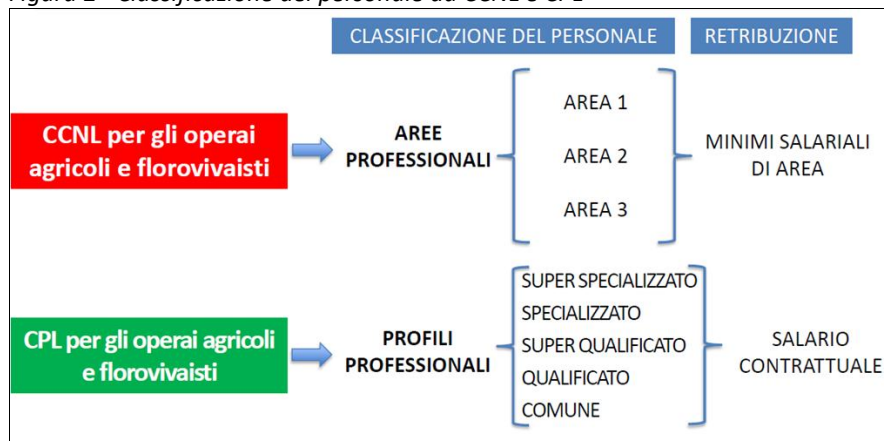 CLASSIFICAZIONE DEL PERSONALE
RETRIBUZIONE
CCNL per gli operai
agricoli e florovivaisti
AREE
PROFESSIONALI
AREA 1
AREA 2
AREA 3
MINIMI SALARIALI
DI AREA
CPL per gli operai agricoli
e florovivaisti
PROFILI
PROFESSIONALI
SUPER SPECIALIZZATO
SPECIALIZZATO
SUPER QUALIFICATO
QUALIFICATO
COMUNE
SALARIO
CONTRATTUALE